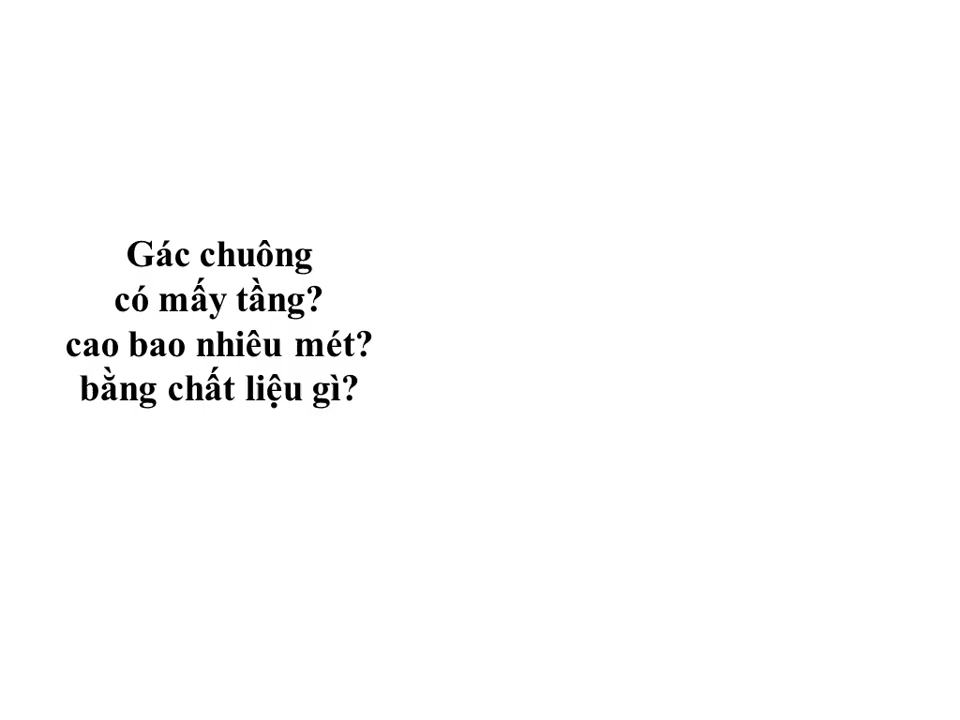 Gác chuông
có mấy tầng?
cao bao nhiêu mét?
bằng chất liệu gì?